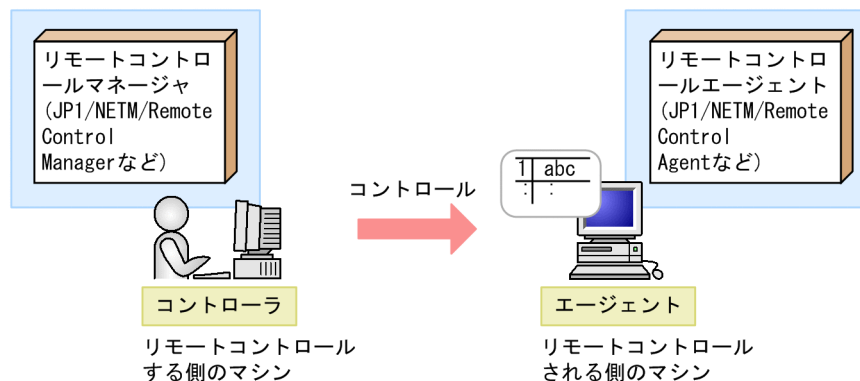 リモートコントロ
ールマネージャ
(JP1/NETM/Remote
Control
Managerなど)
リモートコントロ
ールエージェント
(JP1/NETM/Remote
Control
Agentなど)
コントロール
1 abc
: :
コントローラ
エージェント
リモートコントロール
する側のマシン
リモートコントロール
される側のマシン